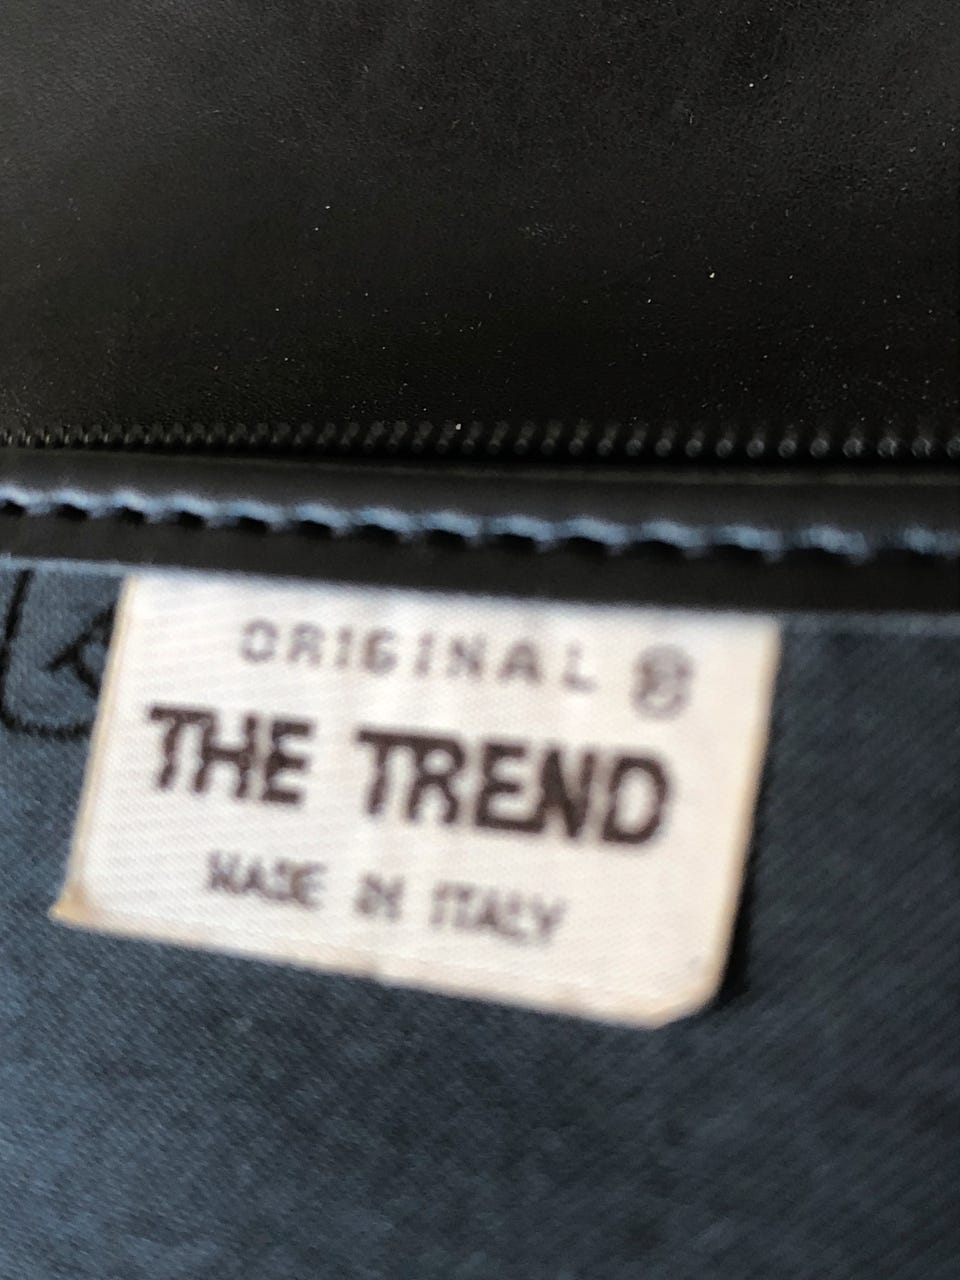 ORIGINAL ®
THE TREND
MADE IN ITALY